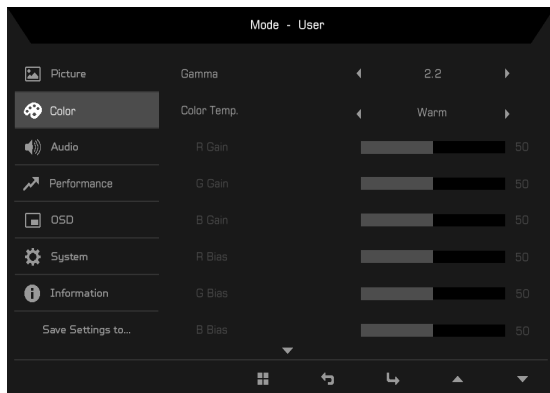 Mode - User
Picture
Gamma 2.2
Color
Color Temp. Warm
Audio
R Gain 50
Performance
G Gain 50
OSD
B Gain 50
System
R Bias 50
Information
G Bias 50
Save Settings to...
B Bias 50